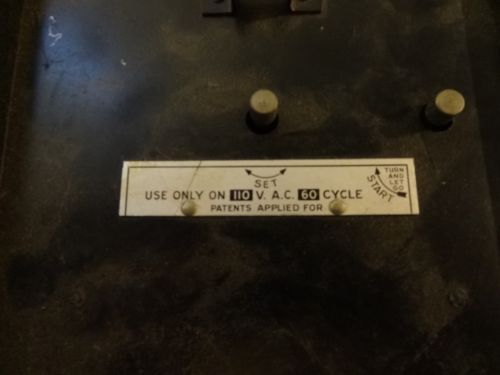 SET
USE ONLY ON 110 V. A.C. 60 CYCLE
PATENTS APPLIED FOR
START
TURN
AND
LET
GO